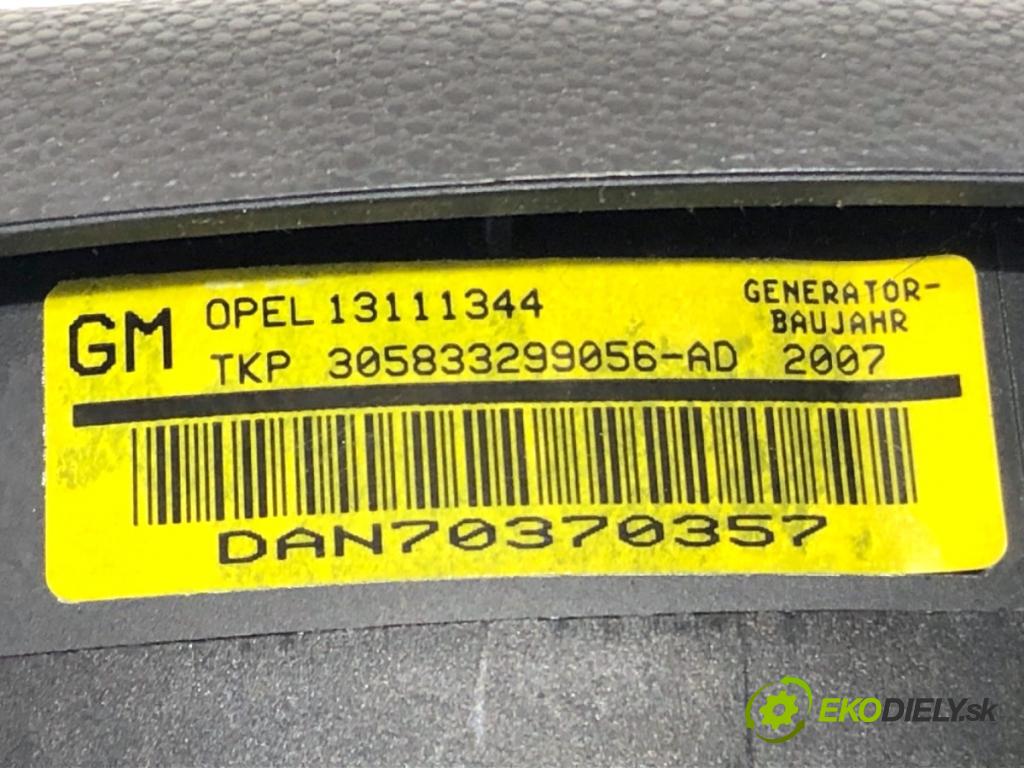 GM
OPEL 13111344
TKP 305833299056-AD
GENERATOR-
BAUJAHR
2007
DAN70370357
EKODIELY.sk